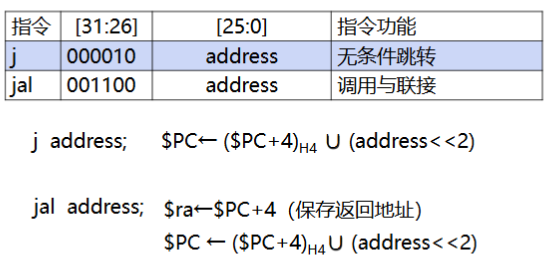 指令 [31:26] [25:0] 指令功能
j 000010 address 无条件跳转
jal 001100 address 调用与联接
j address; $PC← ($PC+4)H4 ∪ (address<<2)
jal address; $ra←$PC+4 (保存返回地址)
$PC ← ($PC+4)H4∪ (address<<2)